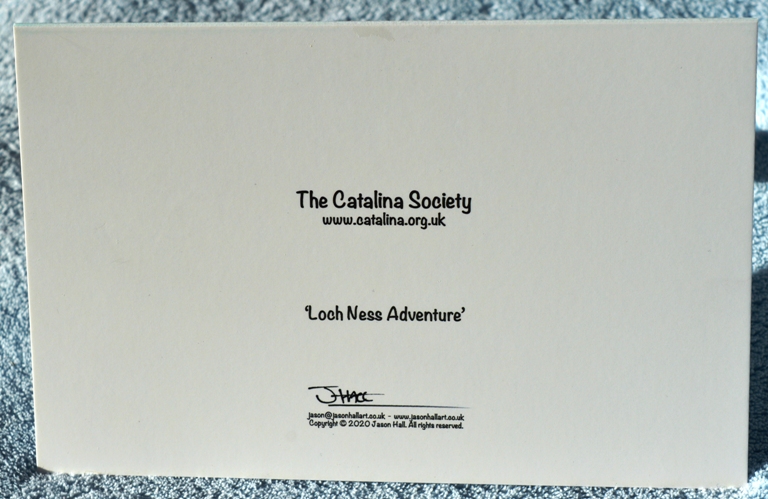 The Catalina Society
www.catalina.org.uk
'Loch Ness Adventure'
J Hall
jason@jasonhallart.co.uk - www.jasonhallart.co.uk
Copyright © 2020 Jason Hall. All rights reserved.